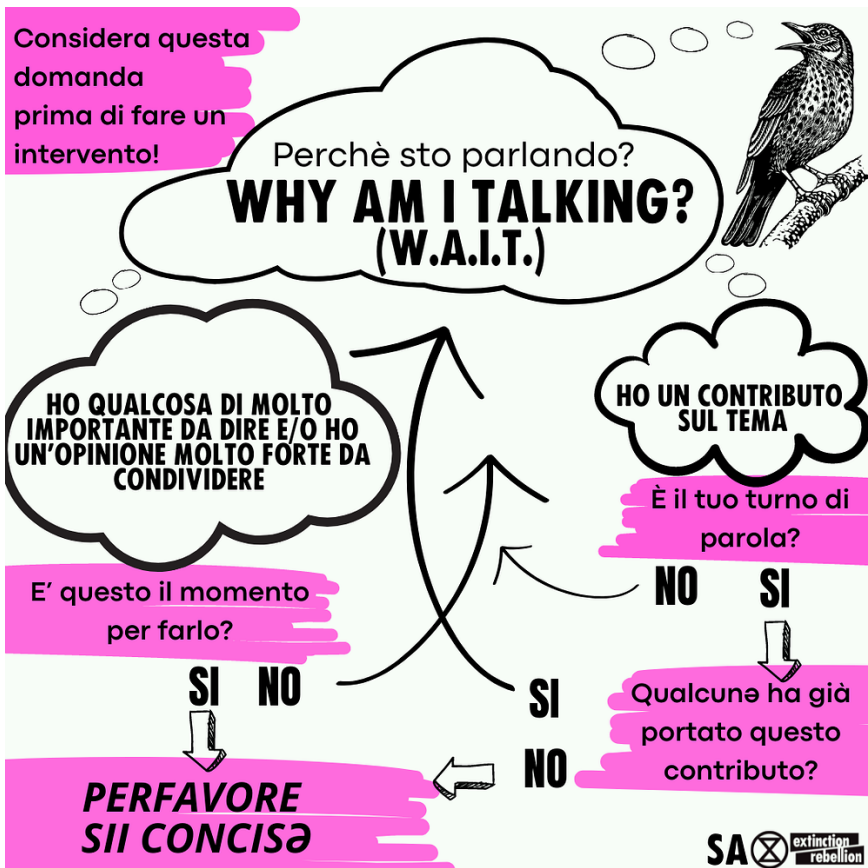 Considera questa
domanda
prima di fare un
intervento!
Perchè sto parlando?
WHY AM I TALKING?
(W.A.I.T.)
HO QUALCOSA DI MOLTO
IMPORTANTE DA DIRE E/O HO
UN'OPINIONE MOLTO FORTE DA
CONDIVIDERE
E' questo il momento
per farlo?
SI NO
PERFAVORE
SII CONCISƏ
HO UN CONTRIBUTO
SUL TEMA
È il tuo turno di
parola?
NO SI
Qualcunə ha già
portato questo
contributo?
SI
NO
SA
extinction
rebellion